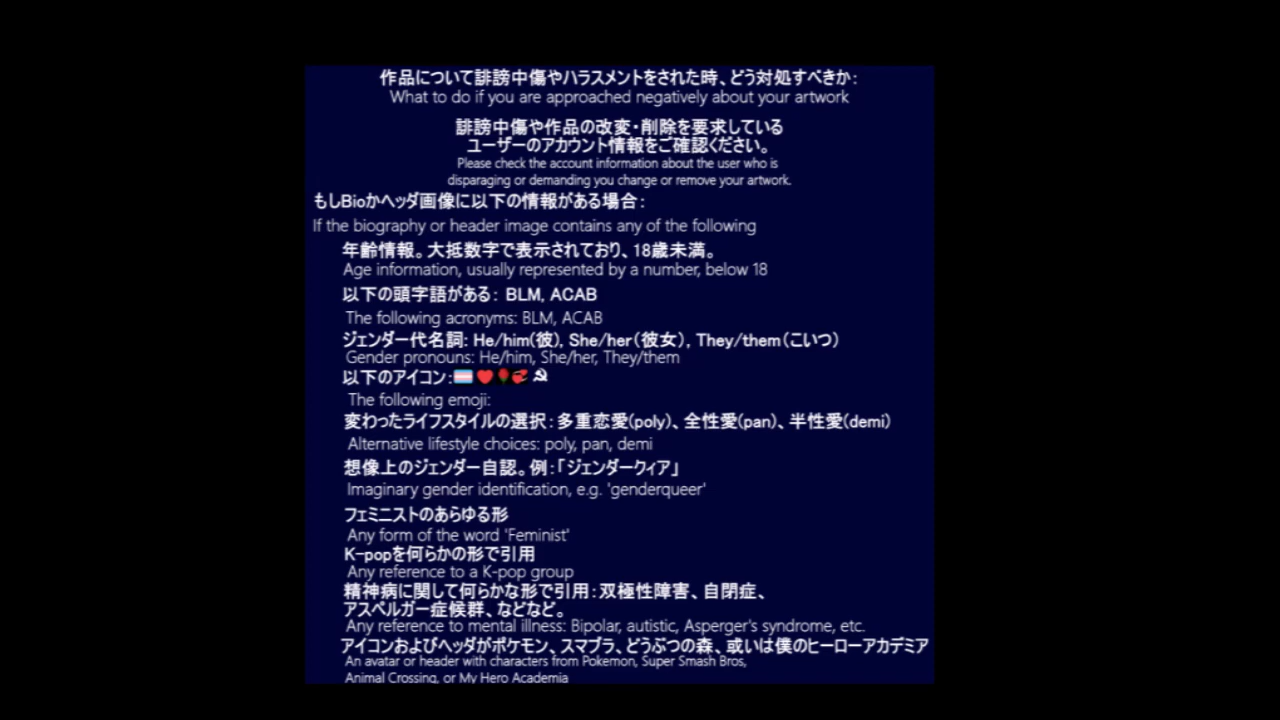 作品について誹謗中傷やハラスメントをされた時、どう対処すべきか:
What to do if you are approached negatively about your artwork
誹謗中傷や作品の改変・削除を要求している
ユーザーのアカウント情報をご確認ください。
Please check the account information about the user who is
disparaging or demanding you change or remove your artwork.
もしBioかヘッダ画像に以下の情報がある場合:
If the biography or header image contains any of the following
年齢情報。大抵数字で表示されており、18歳未満。
Age information, usually represented by a number, below 18
以下の頭字語がある: BLM, ACAB
The following acronyms: BLM, ACAB
ジェンダー代名詞: He/him(彼), She/her(彼女), They/them(こいつ)
Gender pronouns: He/him, She/her, They/them
以下のアイコン:🏳️‍⚧️❤️🌹💞☭
The following emoji:
変わったライフスタイルの選択:多重恋愛(poly)、全性愛(pan)、半性愛(demi)
Alternative lifestyle choices: poly, pan, demi
想像上のジェンダー自認。例:「ジェンダークィア」
Imaginary gender identification, e.g. 'genderqueer'
フェミニストのあらゆる形
Any form of the word 'Feminist'
K-popを何らかの形で引用
Any reference to a K-pop group
精神病に関して何らかな形で引用:双極性障害、自閉症、
アスペルガー症候群、などなど。
Any reference to mental illness: Bipolar, autistic, Asperger's syndrome, etc.
アイコンおよびヘッダがポケモン、スマブラ、どうぶつの森、或いは僕のヒーローアカデミア
An avatar or header with characters from Pokemon, Super Smash Bros,
Animal Crossing, or My Hero Academia